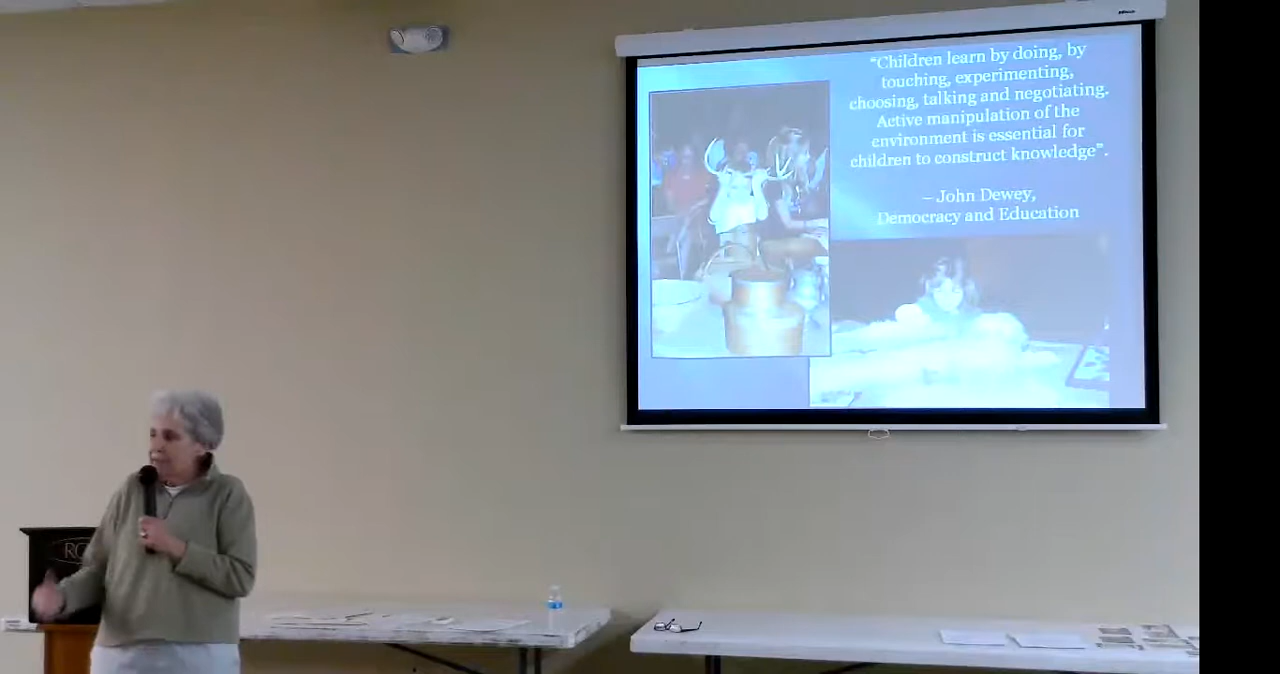 “Children learn by doing, by
touching, experimenting,
choosing, talking and negotiating.
Active manipulation of the
environment is essential for
children to construct knowledge”.
– John Dewey,
Democracy and Education